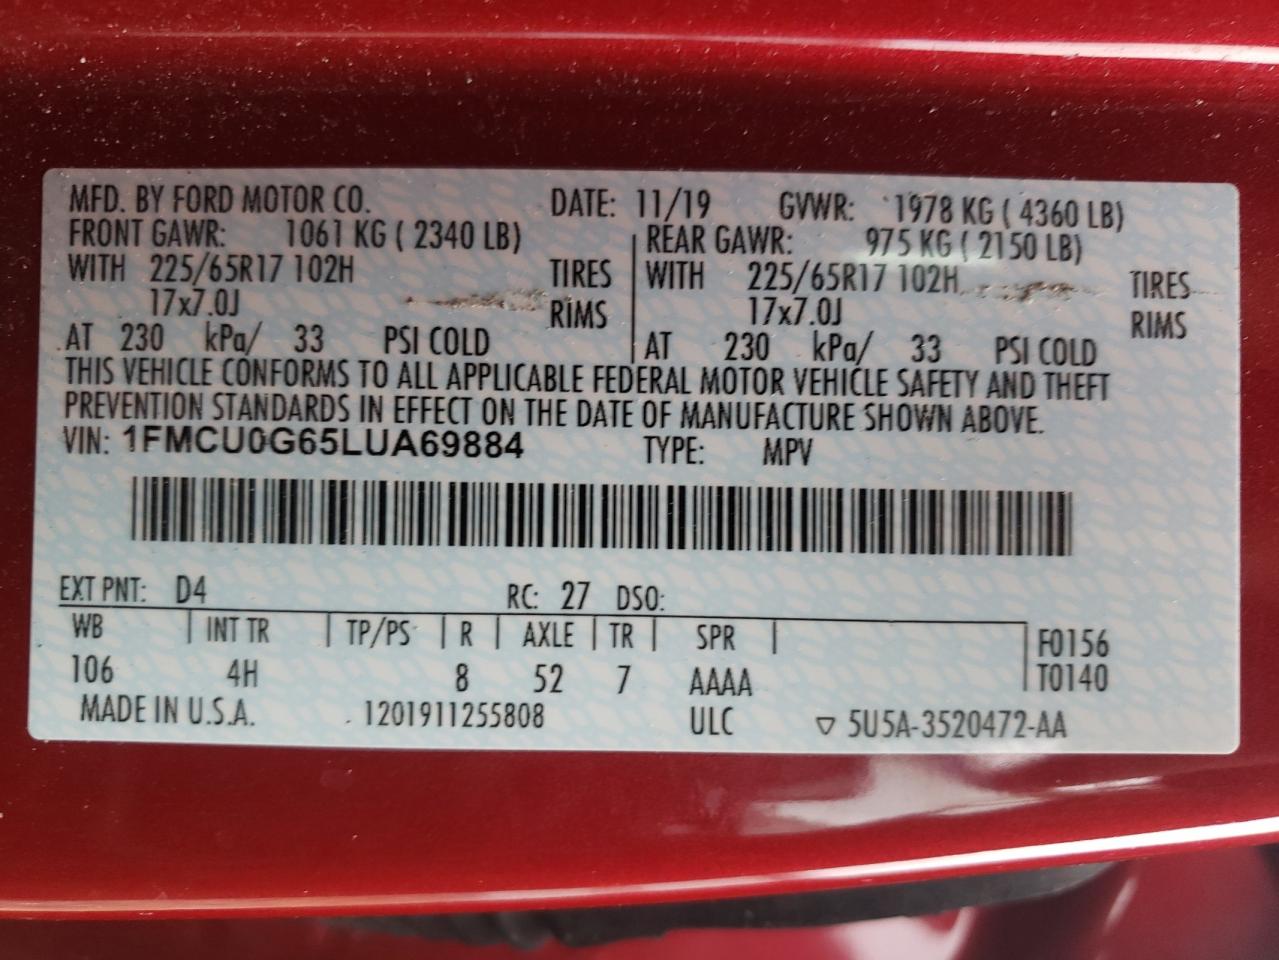 MFD. BY FORD MOTOR CO. DATE: 11/19 GVWR: 1978 KG ( 4360 LB)
FRONT GAWR: 1061 KG ( 2340 LB) REAR GAWR: 975 KG ( 2150 LB)
WITH 225/65R17 102H TIRES WITH 225/65R17 102H TIRES
17x7.0J RIMS 17x7.0J RIMS
AT 230 kPa/ 33 PSI COLD AT 230 kPa/ 33 PSI COLD
THIS VEHICLE CONFORMS TO ALL APPLICABLE FEDERAL MOTOR VEHICLE SAFETY AND THEFT
PREVENTION STANDARDS IN EFFECT ON THE DATE OF MANUFACTURE SHOWN ABOVE.
VIN: 1FMCU0G65LUA69884 TYPE: MPV
EXT PNT: D4 RC: 27 DSO:
WB INT TR TP/PS R AXLE TR SPR F0156
106 4H 8 52 7 AAAA T0140
MADE IN U.S.A. 1201911255808 ULC ▽ 5U5A-3520472-AA